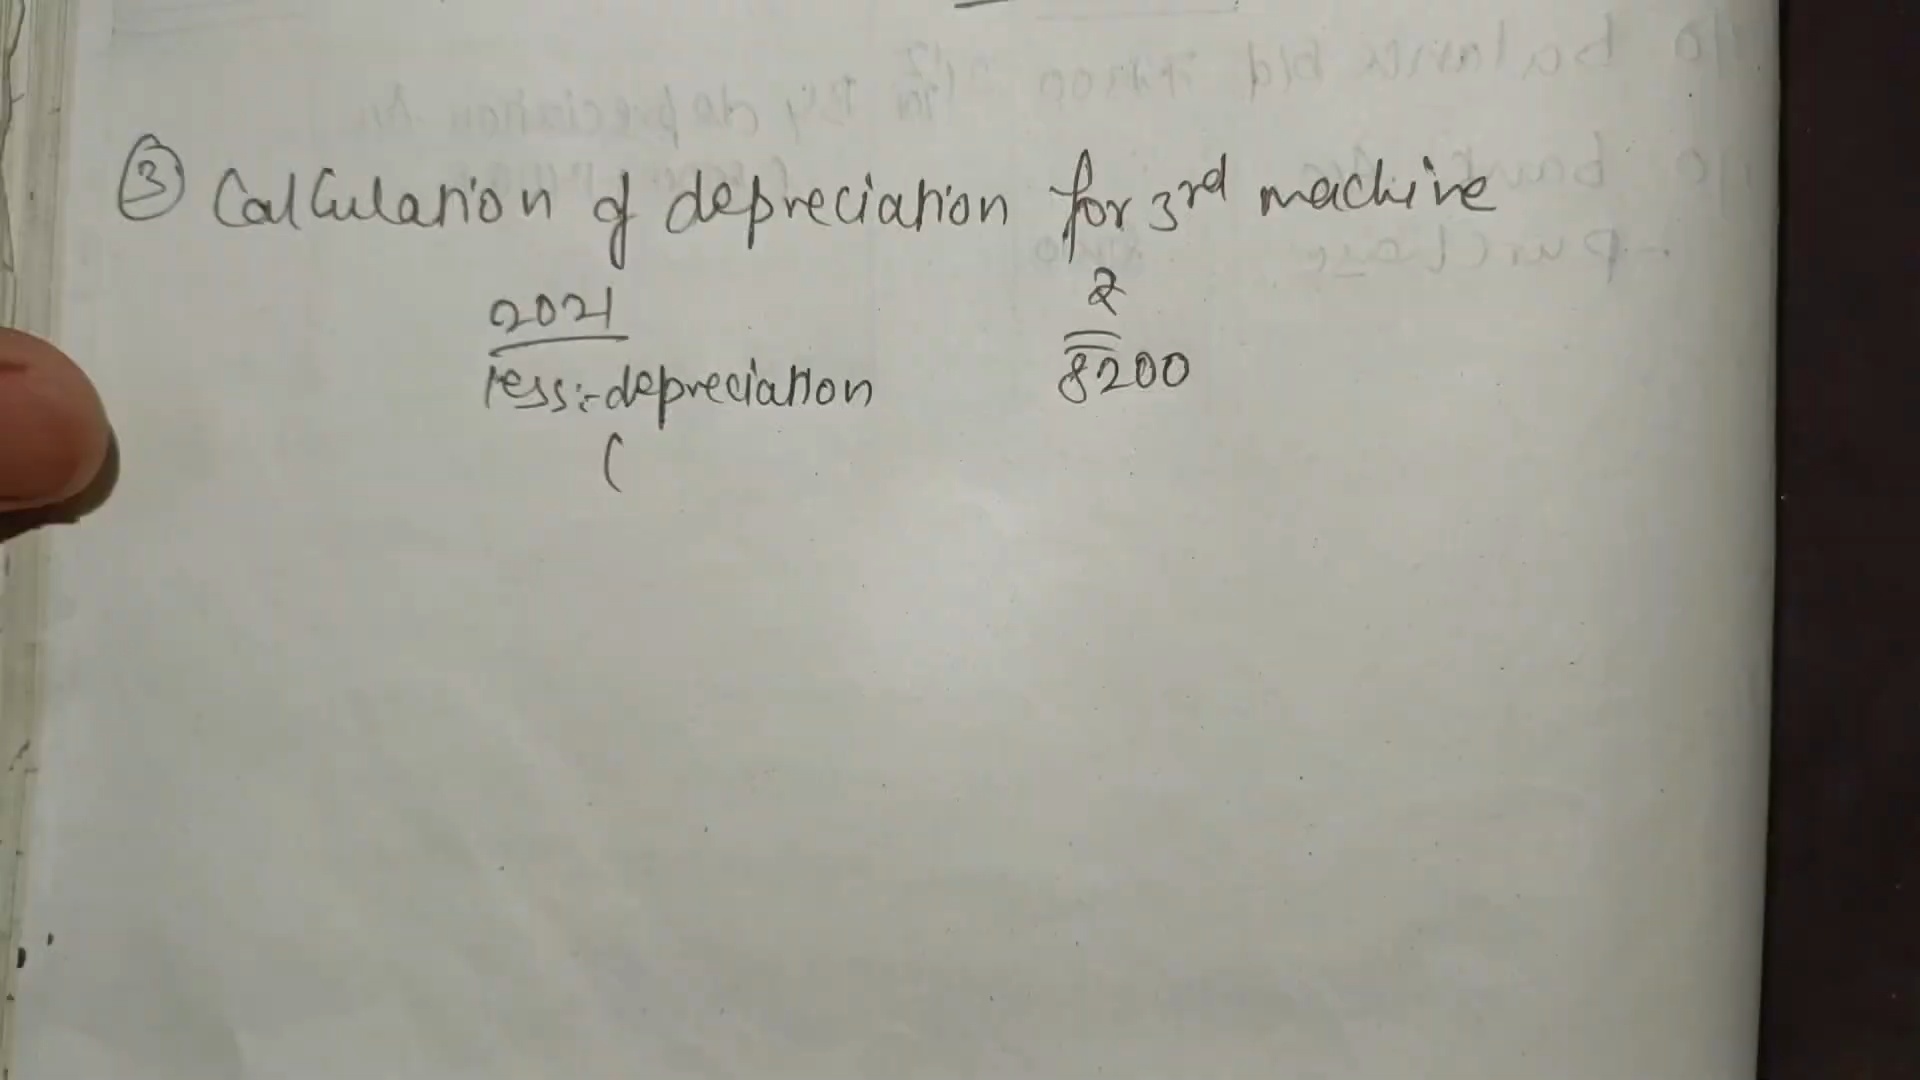 ③ Calculation of depreciation for 3rd machine
2021 ₹
less:- depreciation 8200
(